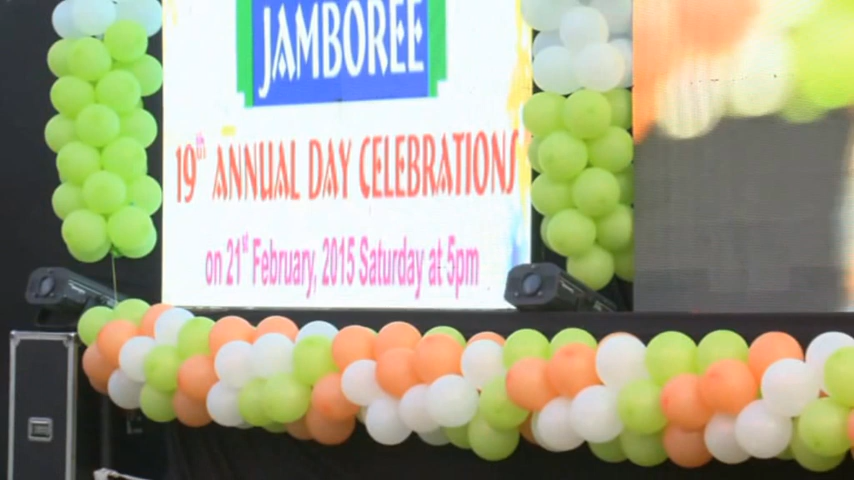 JAMBOREE
19th ANNUAL DAY CELEBRATIONS
on 21st February, 2015 Saturday at 5pm